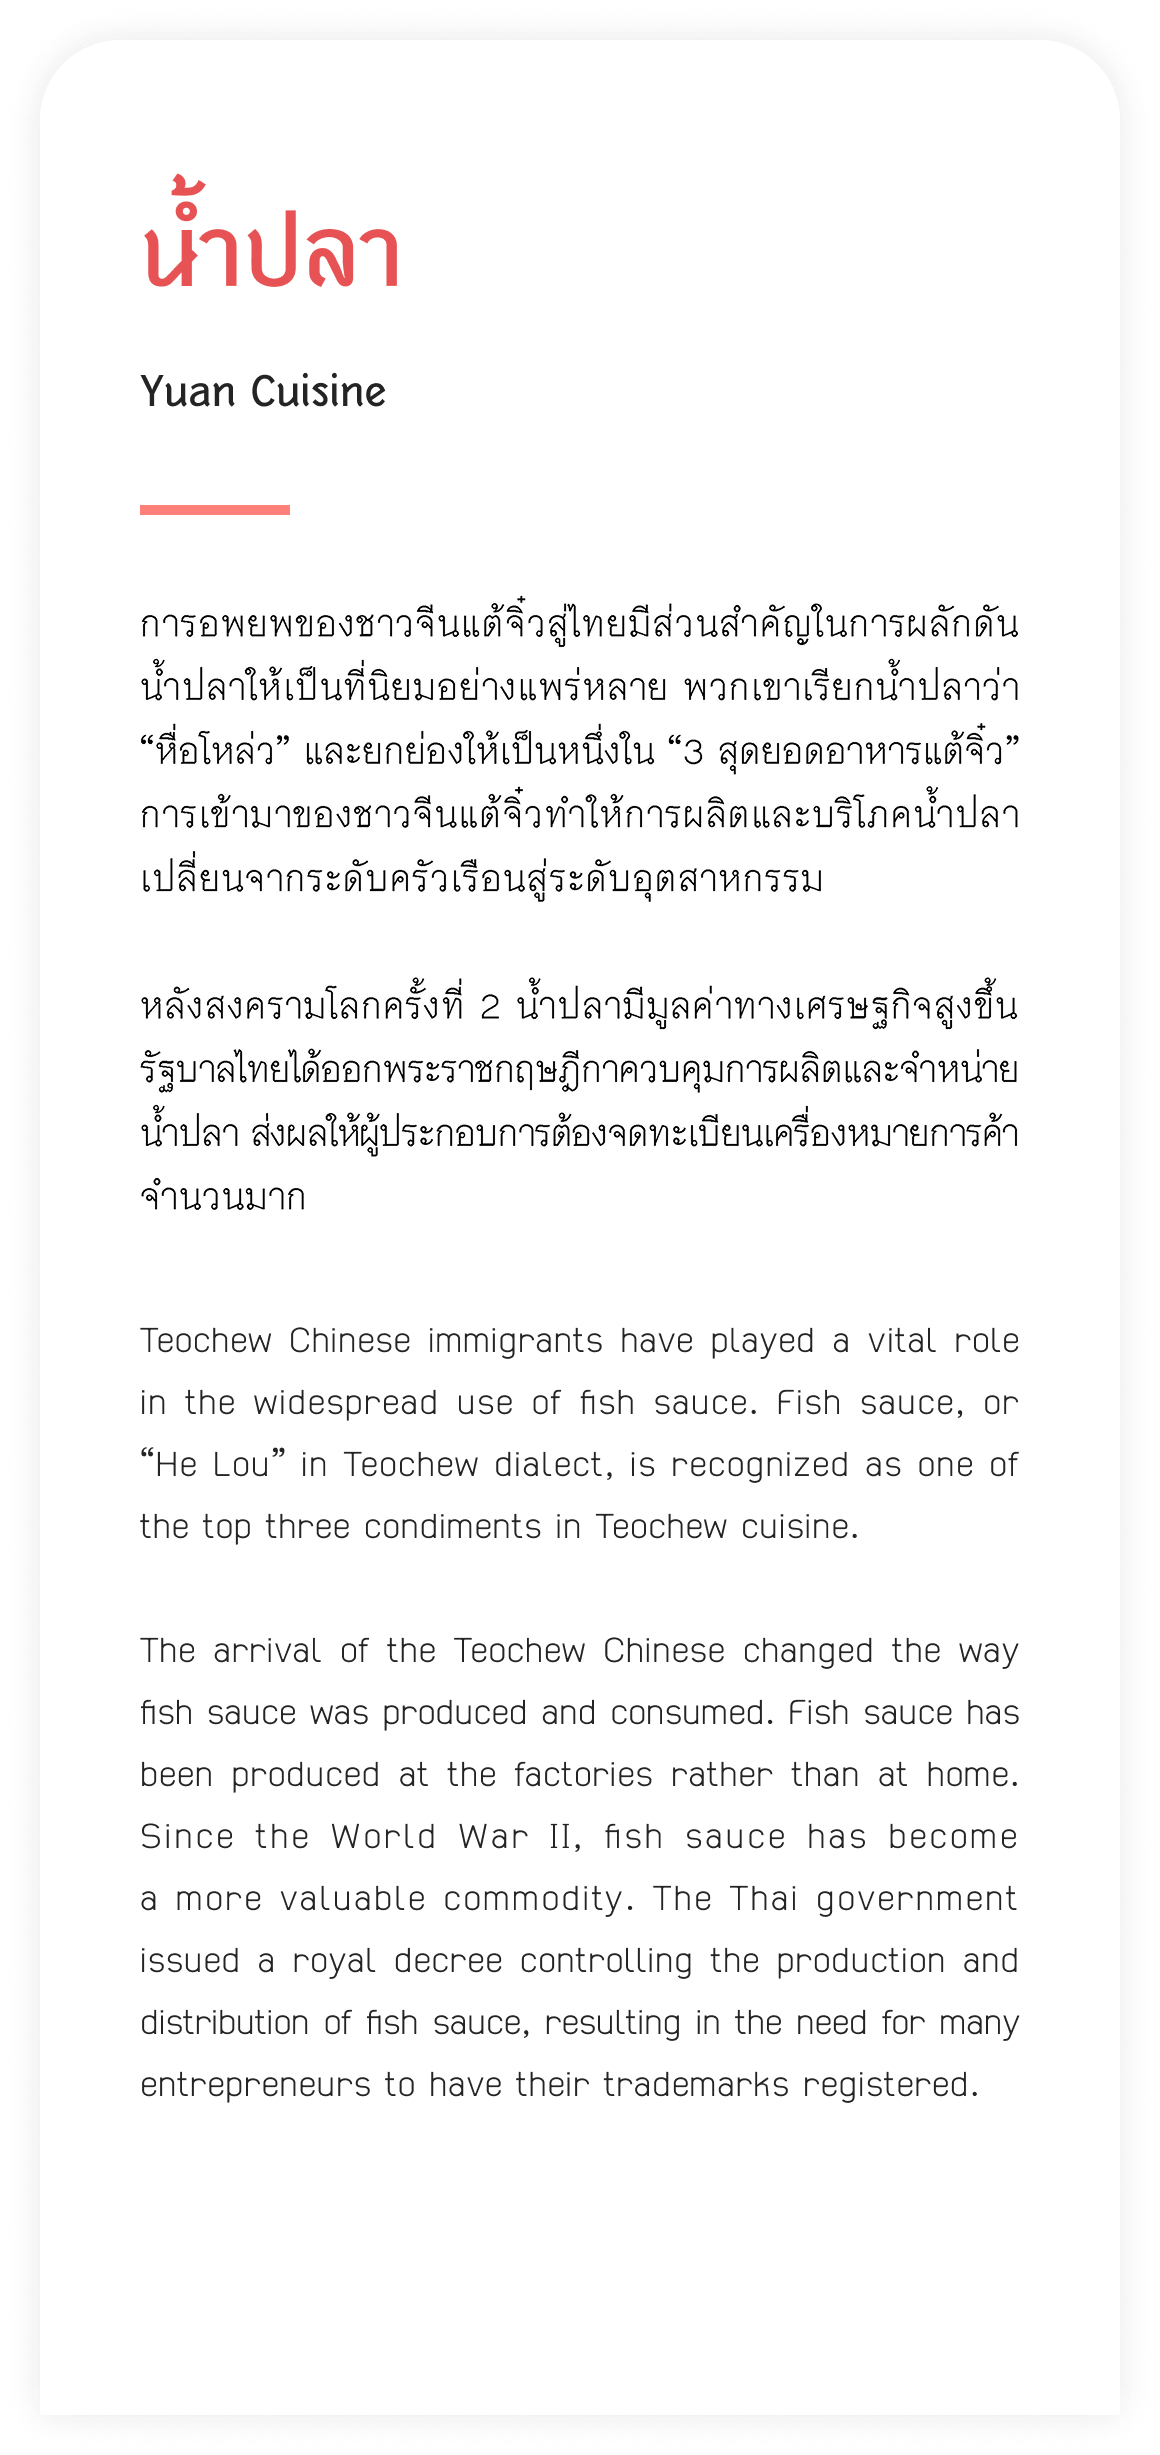 น้ำปลา
Yuan Cuisine
การอพยพของชาวจีนแต้จิ๋วสู่ไทยมีส่วนสำคัญในการผลักดัน
น้ำปลาให้เป็นที่นิยมอย่างแพร่หลาย พวกเขาเรียกน้ำปลาว่า
“หื่อโหล่ว” และยกย่องให้เป็นหนึ่งใน “3 สุดยอดอาหารแต้จิ๋ว”
การเข้ามาของชาวจีนแต้จิ๋วทำให้การผลิตและบริโภคน้ำปลา
เปลี่ยนจากระดับครัวเรือนสู่ระดับอุตสาหกรรม
หลังสงครามโลกครั้งที่ 2 น้ำปลามีมูลค่าทางเศรษฐกิจสูงขึ้น
รัฐบาลไทยได้ออกพระราชกฤษฎีกาควบคุมการผลิตและจำหน่าย
น้ำปลา ส่งผลให้ผู้ประกอบการต้องจดทะเบียนเครื่องหมายการค้า
จำนวนมาก
Teochew Chinese immigrants have played a vital role
in the widespread use of fish sauce. Fish sauce, or
“He Lou” in Teochew dialect, is recognized as one of
the top three condiments in Teochew cuisine.
The arrival of the Teochew Chinese changed the way
fish sauce was produced and consumed. Fish sauce has
been produced at the factories rather than at home.
Since the World War II, fish sauce has become
a more valuable commodity. The Thai government
issued a royal decree controlling the production and
distribution of fish sauce, resulting in the need for many
entrepreneurs to have their trademarks registered.